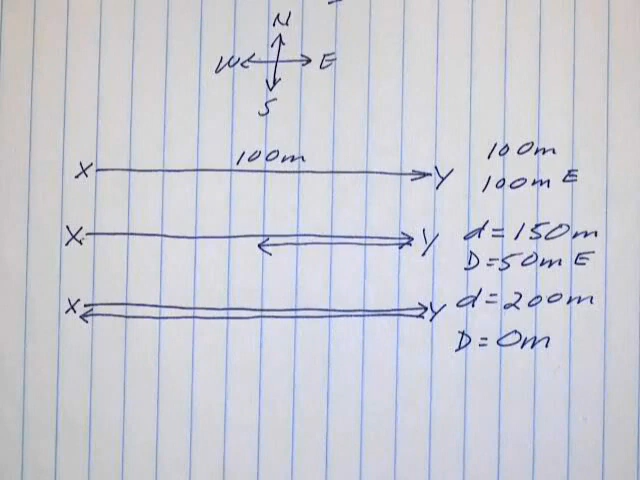 N
W E
S
X 100m Y 100m
100m E
X Y d=150m
D=50m E
X Y d=200m
D=0m